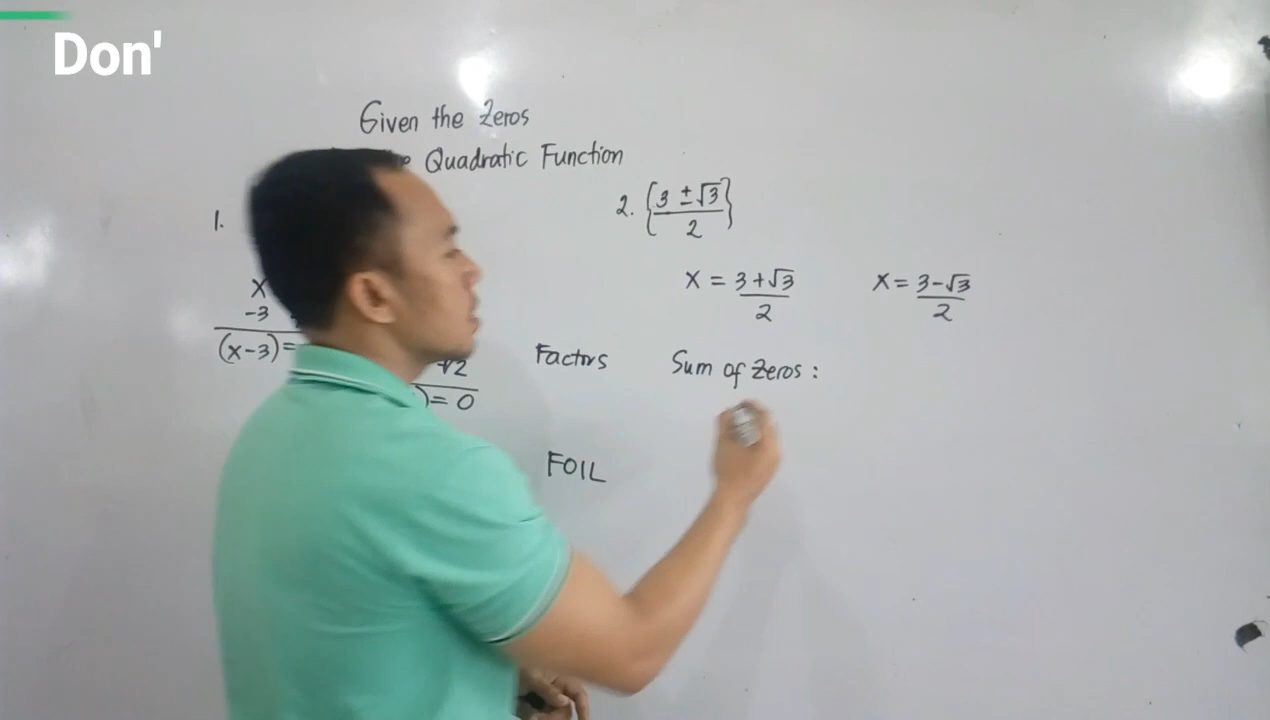 Don'
Given the Zeros
Quadratic Function
1.
2. {3 ± √3 / 2}
x
-3
(x-3)=
√2
)= 0
x = 3+√3 / 2
x = 3-√3 / 2
Factors
Sum of Zeros :
FOIL